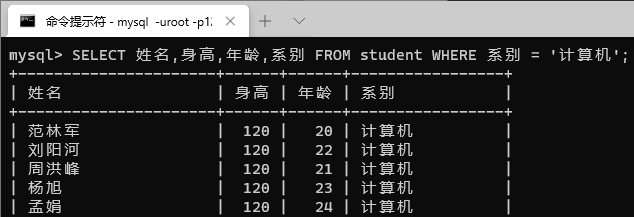 命令提示符 - mysql  -uroot -p12
mysql> SELECT 姓名,身高,年龄,系别 FROM student WHERE 系别 = '计算机';
+-----------------------+------+------+-----------------+
| 姓名 | 身高 | 年龄 | 系别 |
+-----------------------+------+------+-----------------+
| 范林军 | 120 | 20 | 计算机 |
| 刘阳河 | 120 | 22 | 计算机 |
| 周洪峰 | 120 | 21 | 计算机 |
| 杨旭 | 120 | 23 | 计算机 |
| 孟娟 | 120 | 24 | 计算机 |